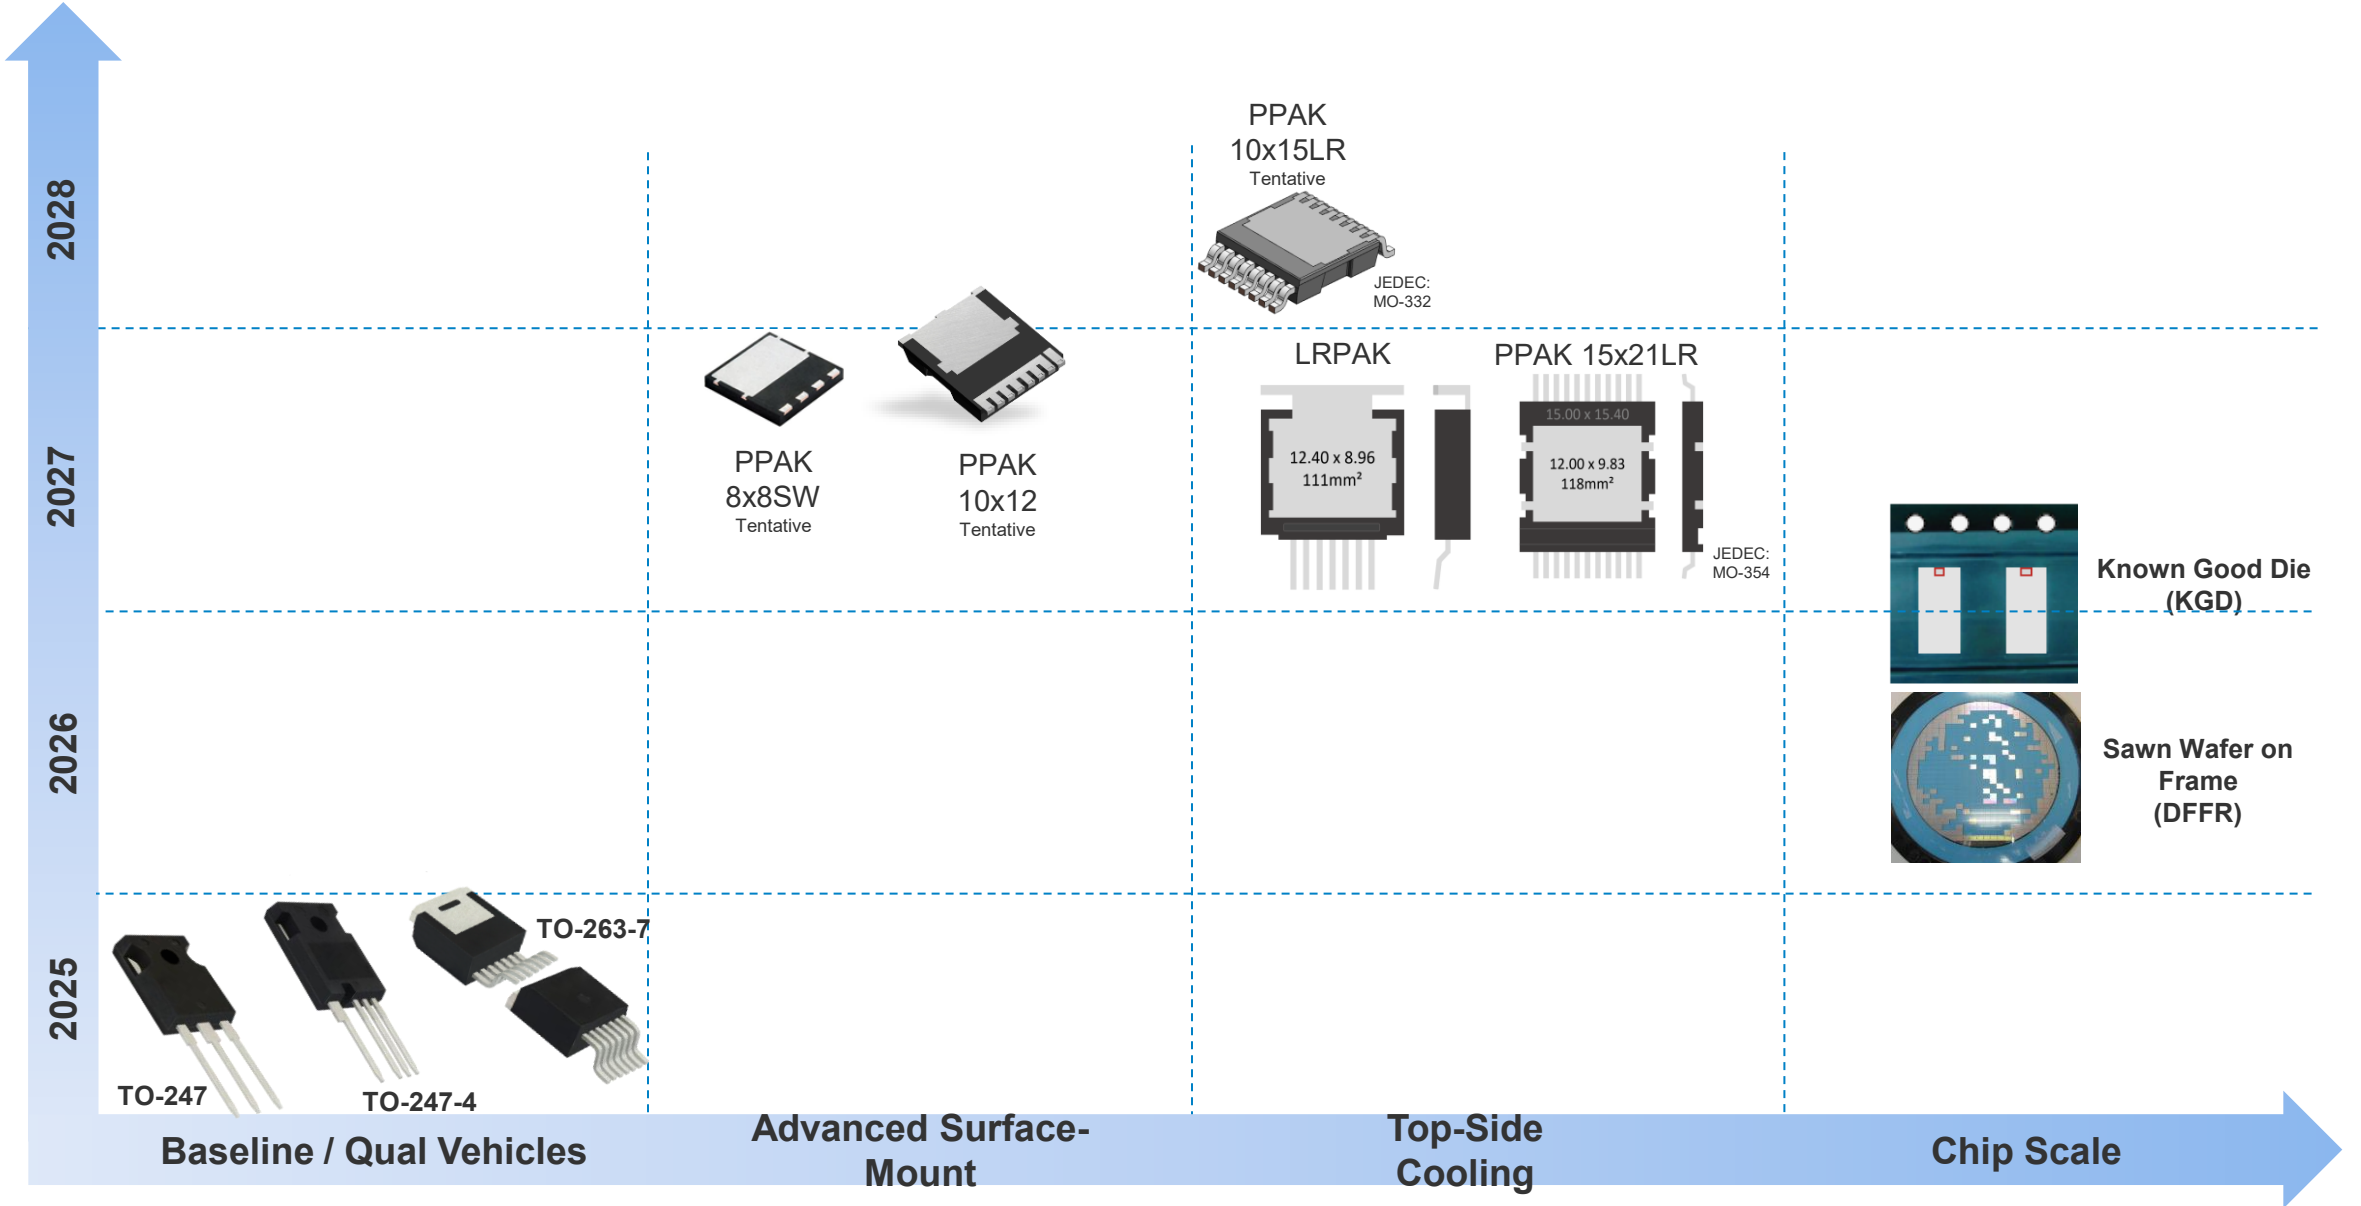 2028
2027
2026
2025
PPAK
10x15LR
Tentative
JEDEC:
MO-332
PPAK
8x8SW
Tentative
PPAK
10x12
Tentative
LRPAK
12.40 x 8.96
111mm²
PPAK 15x21LR
15.00 x 15.40
12.00 x 9.83
118mm²
JEDEC:
MO-354
Known Good Die
(KGD)
Sawn Wafer on
Frame
(DFFR)
TO-263-7
TO-247
TO-247-4
Baseline / Qual Vehicles
Advanced Surface-
Mount
Top-Side
Cooling
Chip Scale